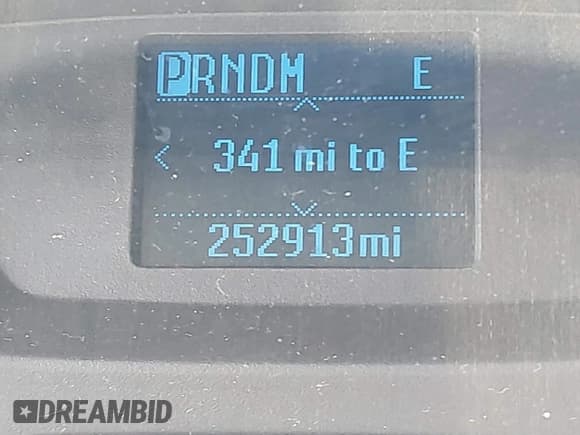 PRNDM E
< 341 mi to E
252913mi
DREAMBID